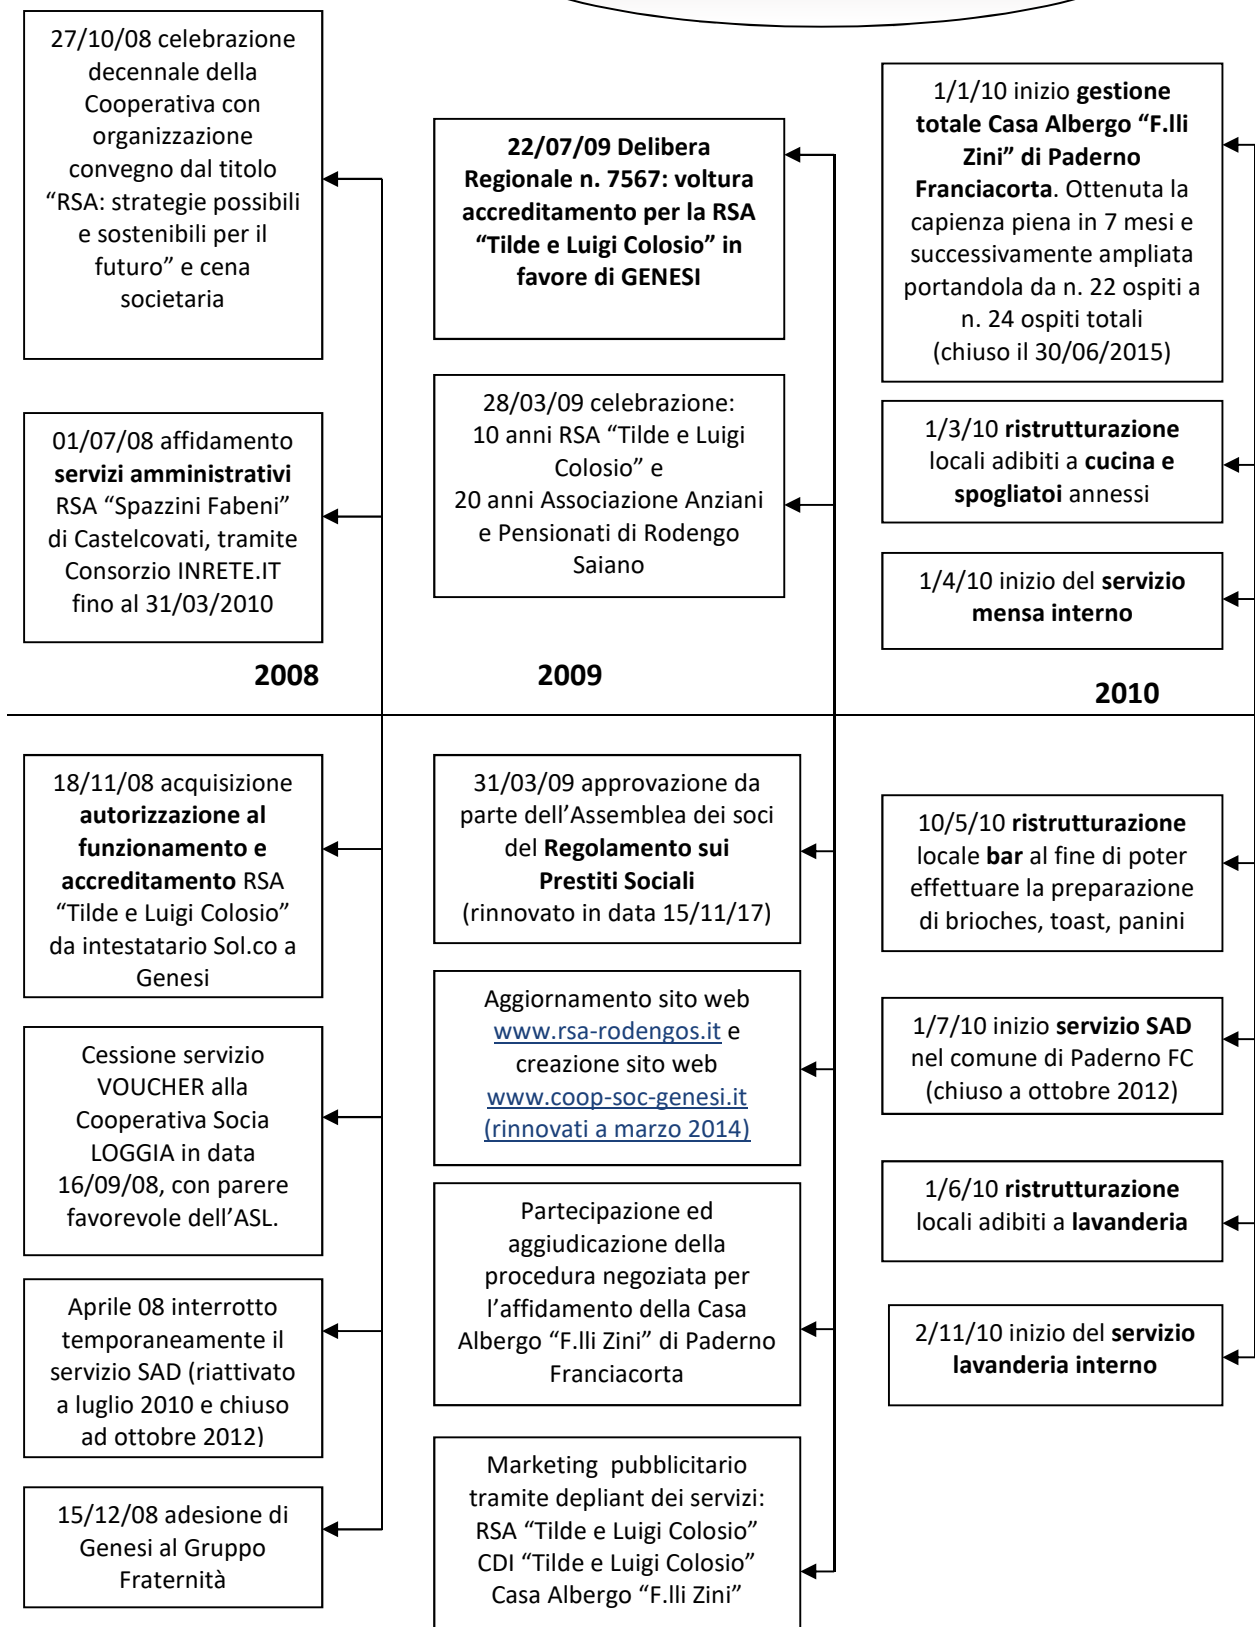 27/10/08 celebrazione
decennale della
Cooperativa con
organizzazione
convegno dal titolo
“RSA: strategie possibili
e sostenibili per il
futuro” e cena
societaria
01/07/08 affidamento
servizi amministrativi
RSA “Spazzini Fabeni”
di Castelcovati, tramite
Consorzio INRETE.IT
fino al 31/03/2010
2008
18/11/08 acquisizione
autorizzazione al
funzionamento e
accreditamento RSA
“Tilde e Luigi Colosio”
da intestatario Sol.co a
Genesi
Cessione servizio
VOUCHER alla
Cooperativa Socia
LOGGIA in data
16/09/08, con parere
favorevole dell’ASL.
Aprile 08 interrotto
temporaneamente il
servizio SAD (riattivato
a luglio 2010 e chiuso
ad ottobre 2012)
15/12/08 adesione di
Genesi al Gruppo
Fraternità
22/07/09 Delibera
Regionale n. 7567: voltura
accreditamento per la RSA
“Tilde e Luigi Colosio” in
favore di GENESI
28/03/09 celebrazione:
10 anni RSA “Tilde e Luigi
Colosio” e
20 anni Associazione Anziani
e Pensionati di Rodengo
Saiano
2009
31/03/09 approvazione da
parte dell’Assemblea dei soci
del Regolamento sui
Prestiti Sociali
(rinnovato in data 15/11/17)
Aggiornamento sito web
www.rsa-rodengos.it e
creazione sito web
www.coop-soc-genesi.it
(rinnovati a marzo 2014)
Partecipazione ed
aggiudicazione della
procedura negoziata per
l’affidamento della Casa
Albergo “F.lli Zini” di Paderno
Franciacorta
Marketing pubblicitario
tramite depliant dei servizi:
RSA “Tilde e Luigi Colosio”
CDI “Tilde e Luigi Colosio”
Casa Albergo “F.lli Zini”
1/1/10 inizio gestione
totale Casa Albergo “F.lli
Zini” di Paderno
Franciacorta. Ottenuta la
capienza piena in 7 mesi e
successivamente ampliata
portandola da n. 22 ospiti a
n. 24 ospiti totali
(chiuso il 30/06/2015)
1/3/10 ristrutturazione
locali adibiti a cucina e
spogliatoi annessi
1/4/10 inizio del servizio
mensa interno
2010
10/5/10 ristrutturazione
locale bar al fine di poter
effettuare la preparazione
di brioches, toast, panini
1/7/10 inizio servizio SAD
nel comune di Paderno FC
(chiuso a ottobre 2012)
1/6/10 ristrutturazione
locali adibiti a lavanderia
2/11/10 inizio del servizio
lavanderia interno